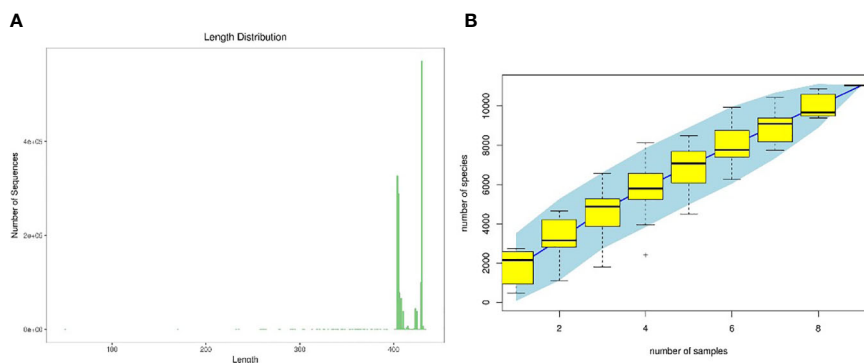 A
Length Distribution
Number of Sequences
4e+05
2e+05
0e+00
100
200
300
400
Length
B
number of species
10000
8000
6000
4000
2000
0
2
4
6
8
number of samples